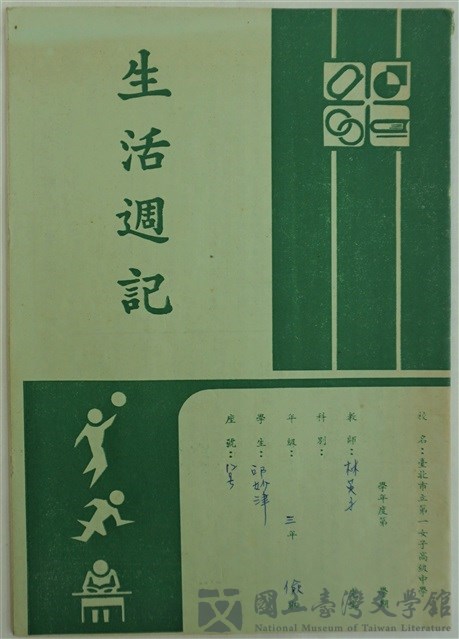 生活週記
校名：臺北市立第一女子高級中學
學年度第
教師：林
科別：
年級：三年
學生：邱妙津
座號：
國立臺灣文學館
National Museum of Taiwan Literature